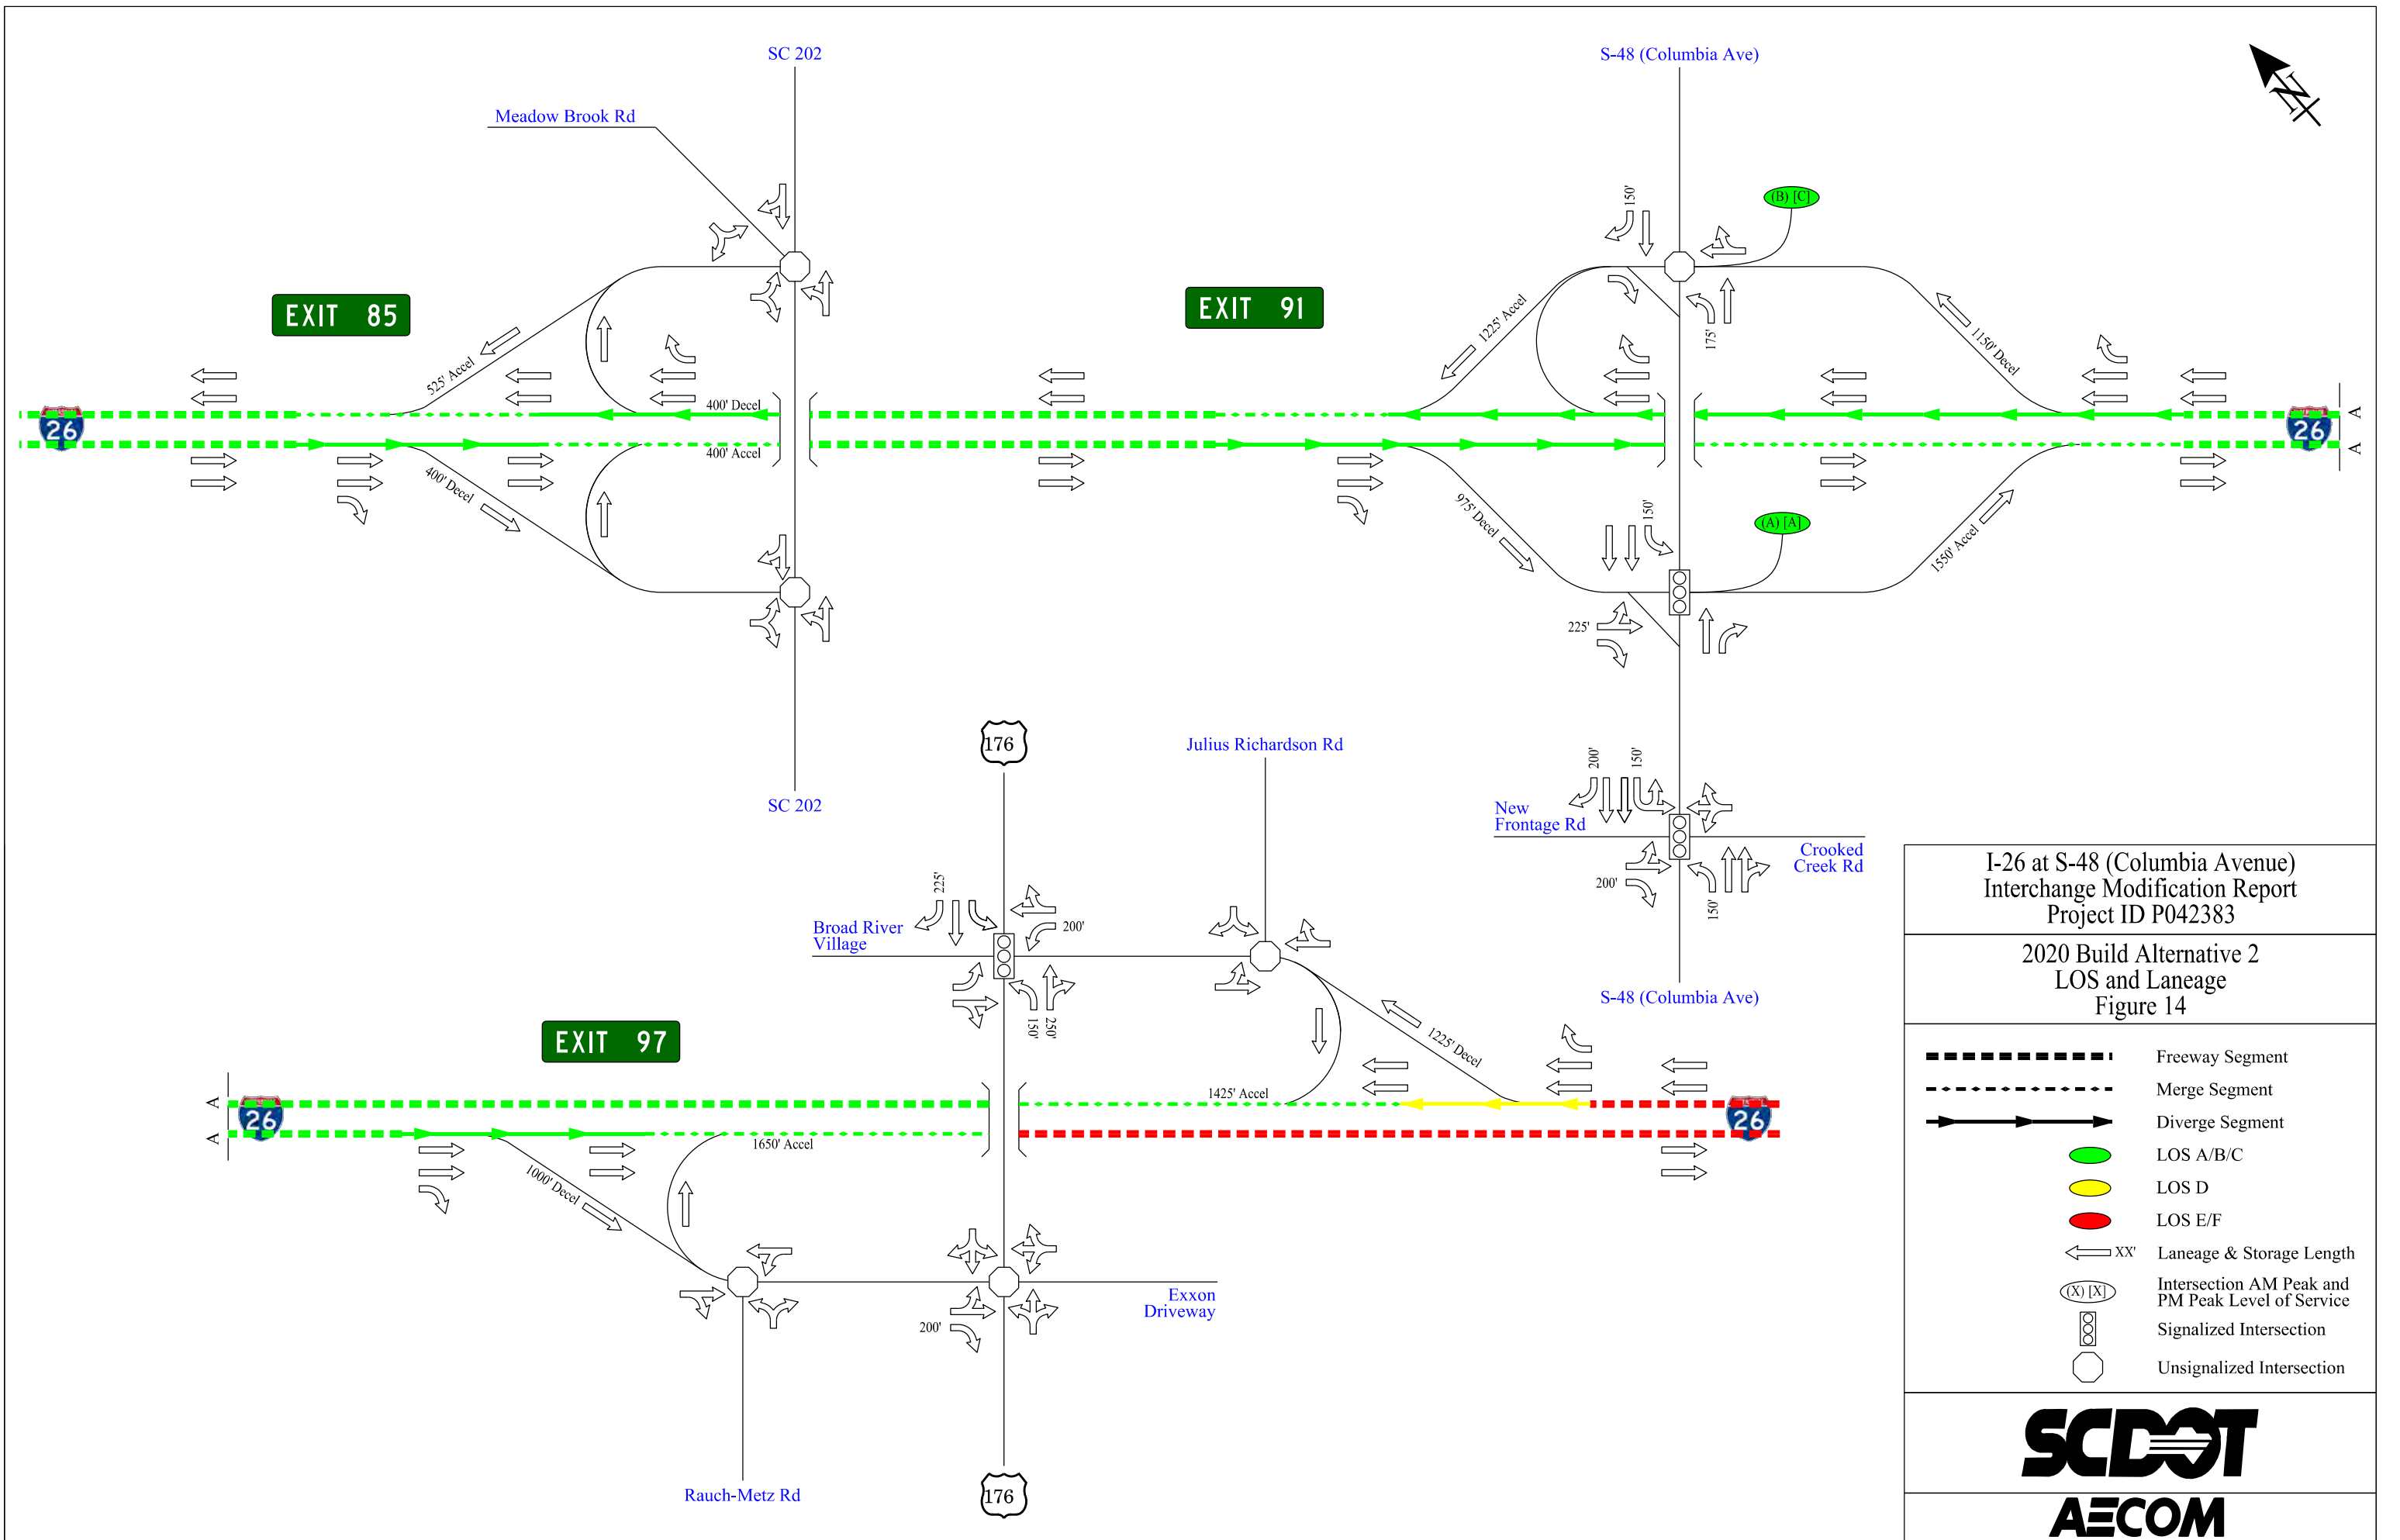 SC 202
S-48 (Columbia Ave)
Meadow Brook Rd
N
150'
(B) [C]
EXIT 85
EXIT 91
525' Accel
1225' Accel
175'
1150' Decel
400' Decel
26
A
26
A
400' Accel
400' Decel
975' Decel
150'
(A) [A]
1550' Accel
225'
176
Julius Richardson Rd
200'
150'
SC 202
New
Frontage Rd
Crooked
Creek Rd
200'
150'
225'
200'
Broad River
Village
S-48 (Columbia Ave)
150'
250'
EXIT 97
1225' Decel
1425' Accel
A
26
A
26
1650' Accel
1000' Decel
Exxon
Driveway
200'
Rauch-Metz Rd
176
I-26 at S-48 (Columbia Avenue)
Interchange Modification Report
Project ID P042383
2020 Build Alternative 2
LOS and Laneage
Figure 14
Freeway Segment
Merge Segment
Diverge Segment
LOS A/B/C
LOS D
LOS E/F
XX' Laneage & Storage Length
(X) [X] Intersection AM Peak and
PM Peak Level of Service
Signalized Intersection
Unsignalized Intersection
SCDOT
AECOM